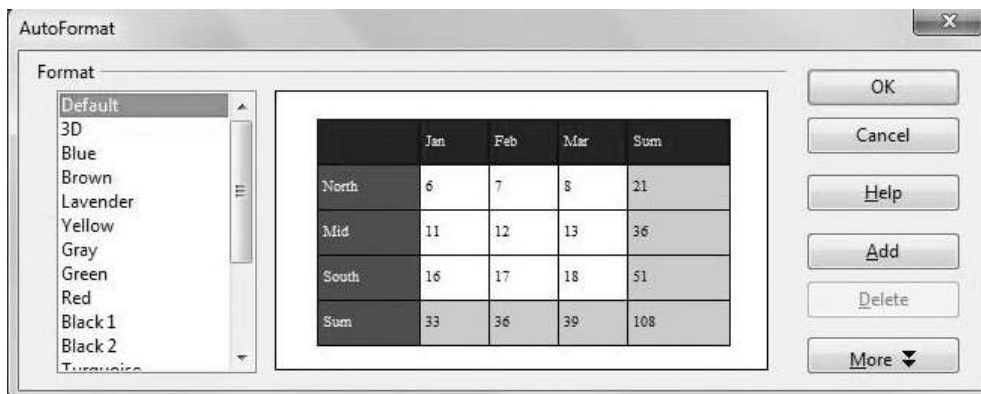 AutoFormat
X
Format
Default
3D
Blue
Brown
Lavender
Yellow
Gray
Green
Red
Black 1
Black 2
Turquoise
Jan Feb Mar Sum
North 6 7 8 21
Mid 11 12 13 36
South 16 17 18 51
Sum 33 36 39 108
OK
Cancel
Help
Add
Delete
More